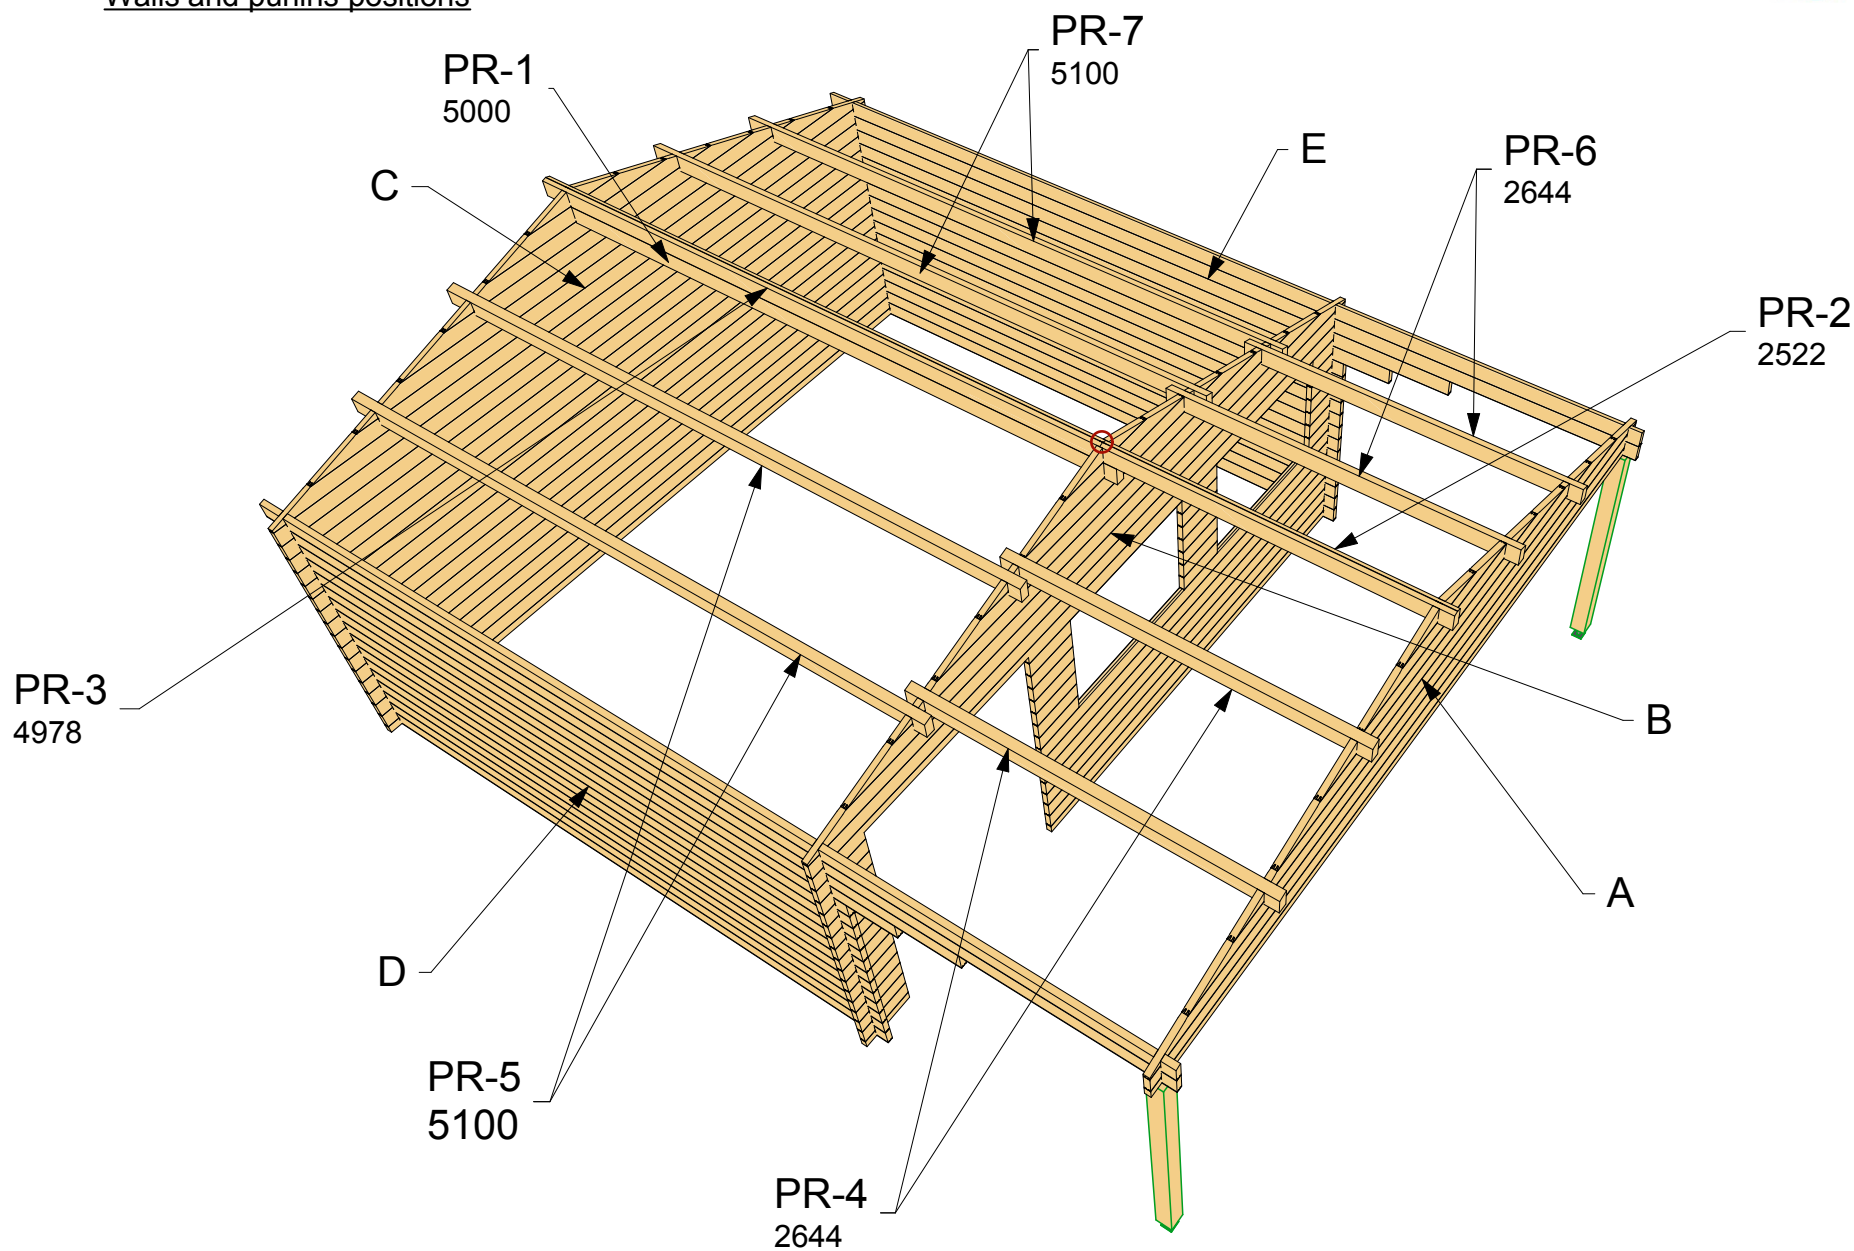 Walls and purlins positions
PR-7
5100
PR-1
5000
E
PR-6
2644
C
PR-2
2522
PR-3
4978
B
A
D
PR-5
5100
PR-4
2644